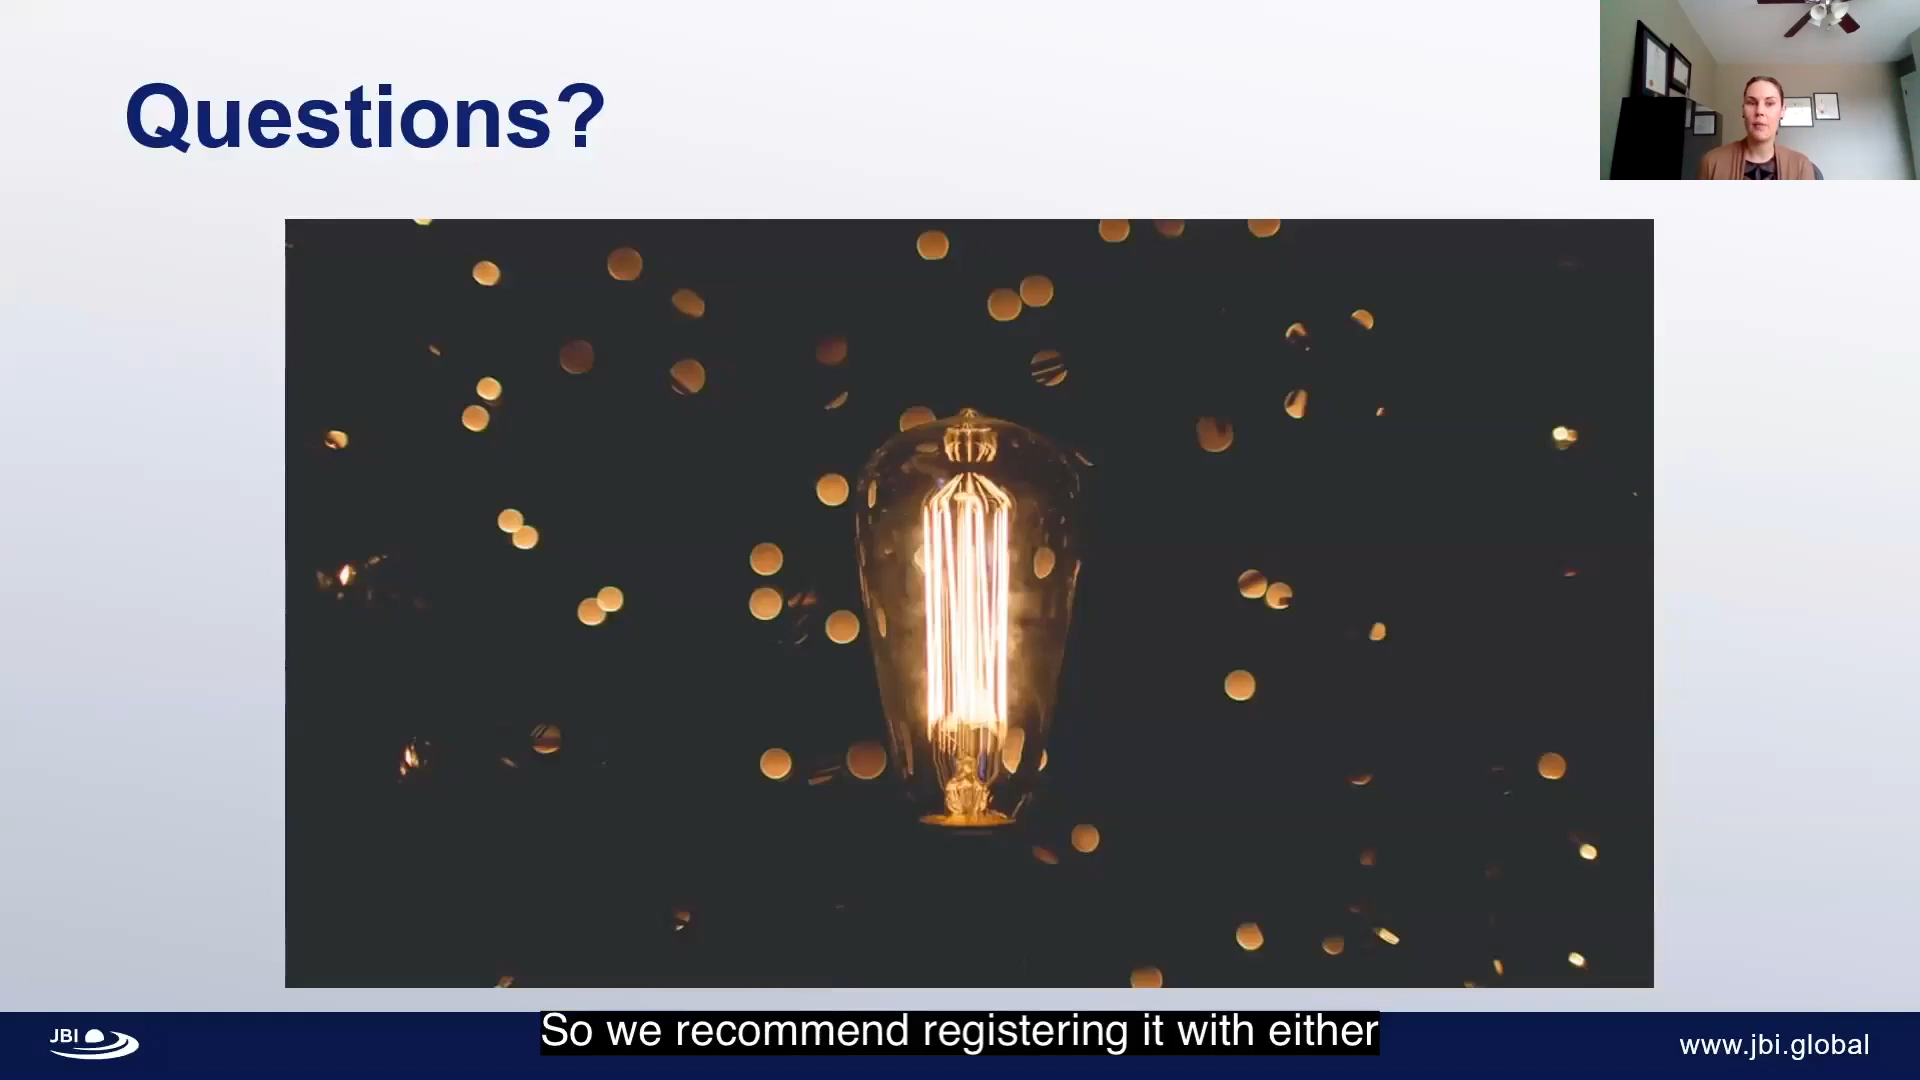 Questions?
JBI
So we recommend registering it with either
www.jbi.global